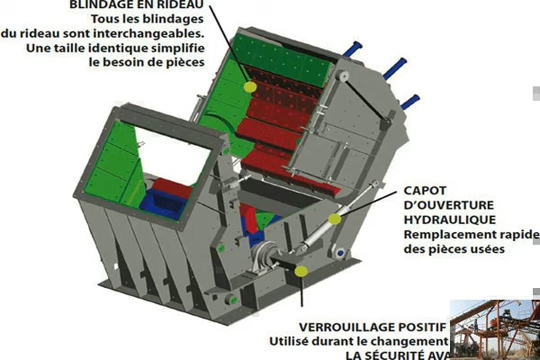 BLINDAGE EN RIDEAU
Tous les blindages
du rideau sont interchangeables.
Une taille identique simplifie
le besoin de pièces
CAPOT
D'OUVERTURE
HYDRAULIQUE
Remplacement rapide
des pièces usées
VERROUILLAGE POSITIF
Utilisé durant le changement
LA SÉCURITÉ AVA